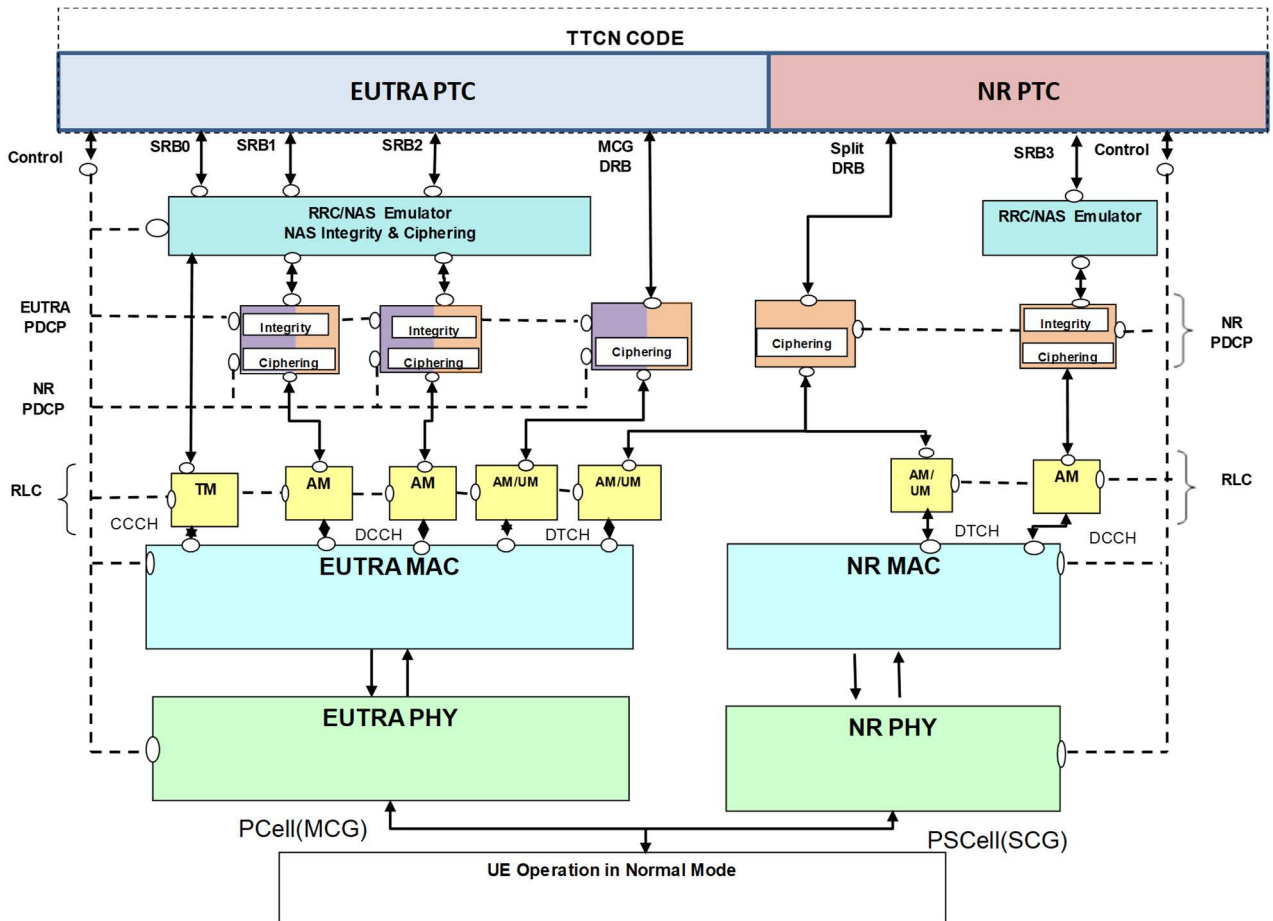 TTCN CODE
EUTRA PTC
NR PTC
Control
SRB0
SRB1
SRB2
MCG
DRB
Split
DRB
SRB3
Control
RRC/NAS Emulator
NAS Integrity & Ciphering
RRC/NAS Emulator
EUTRA
PDCP
Integrity
Ciphering
Integrity
Ciphering
Ciphering
Ciphering
Integrity
Ciphering
NR
PDCP
NR
PDCP
RLC
TM
AM
AM
AM/UM
AM/UM
AM/
UM
AM
RLC
CCCH
DCCH
DTCH
DTCH
DCCH
EUTRA MAC
NR MAC
EUTRA PHY
NR PHY
PCell(MCG)
PSCell(SCG)
UE Operation in Normal Mode